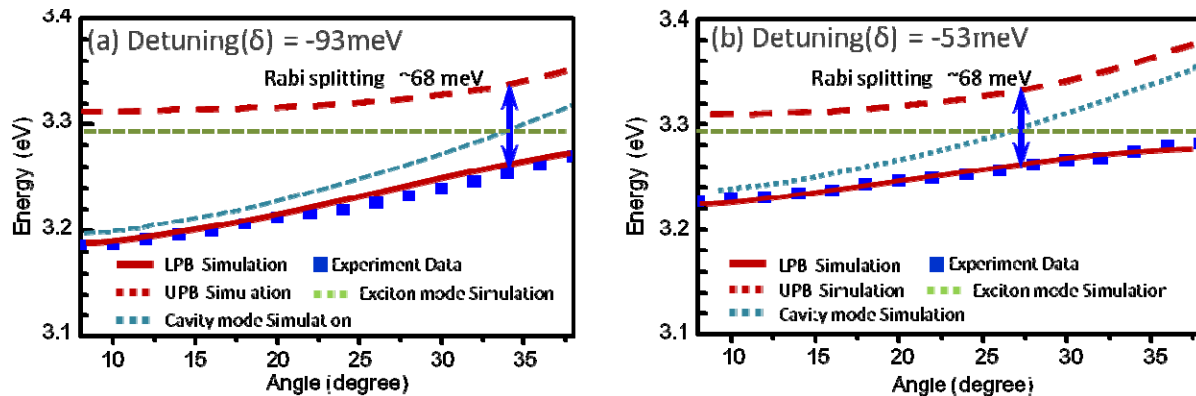 (a) Detuning(δ) = -93meV
Rabi splitting ~68 meV
3.4
3.3
3.2
3.1
Energy (eV)
LPB Simulation
Experiment Data
UPB Simulation
Exciton mode Simulation
Cavity mode Simulation
10 15 20 25 30 35
Angle (degree)
(b) Detuning(δ) = -53meV
Rabi splitting ~68 meV
3.4
3.3
3.2
3.1
Energy (eV)
LPB Simulation
Experiment Data
UPB Simulation
Exciton mode Simulation
Cavity mode Simulation
10 15 20 25 30 35
Angle (degree)